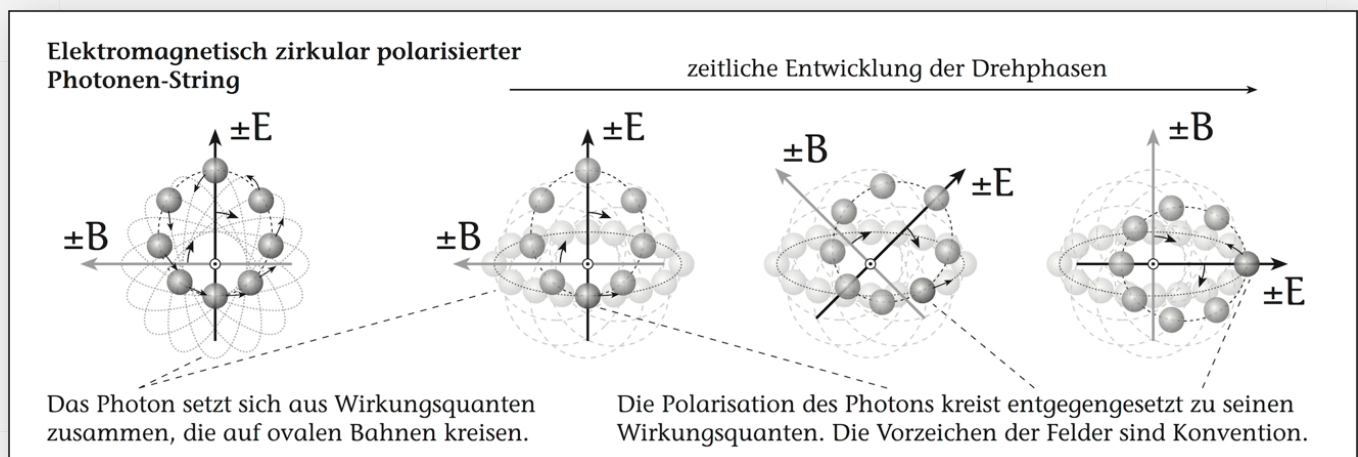 Elektromagnetisch zirkular polarisierter
Photonen-String
zeitliche Entwicklung der Drehphasen
±E
±B
±E
±B
±B
±E
±B
±E
Das Photon setzt sich aus Wirkungsquanten
zusammen, die auf ovalen Bahnen kreisen.
Die Polarisation des Photons kreist entgegengesetzt zu seinen
Wirkungsquanten. Die Vorzeichen der Felder sind Konvention.